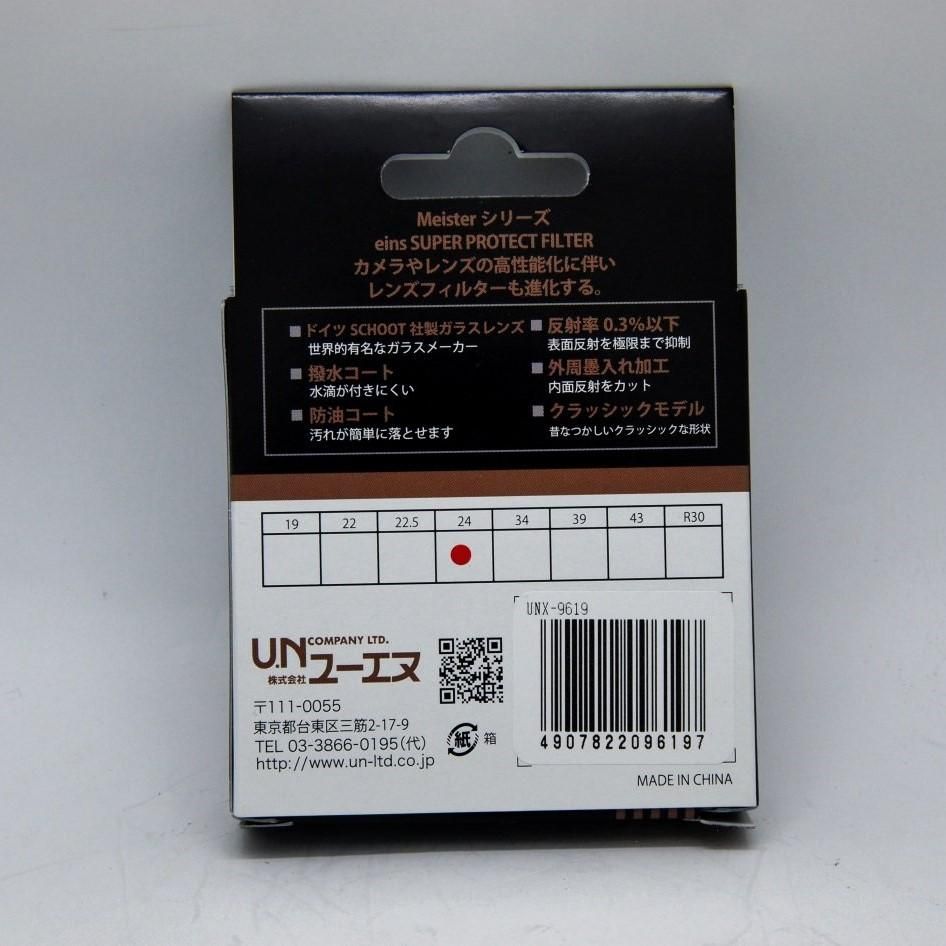 Meister シリーズ
eins SUPER PROTECT FILTER
カメラやレンズの高性能化に伴い
レンズフィルターも進化する。
■ドイツ SCHOOT 社製ガラスレンズ
世界的有名なガラスメーカー
■撥水コート
水滴が付きにくい
■防油コート
汚れが簡単に落とせます
■反射率 0.3%以下
表面反射を極限まで抑制
■外周墨入れ加工
内面反射をカット
■クラッシックモデル
昔なつかしいクラッシックな形状
19 22 22.5 24 34 39 43 R30
UNX-9619
4907822096197
U.N COMPANY LTD.
株式会社ユーエヌ
〒111-0055
東京都台東区三筋2-17-9
TEL 03-3866-0195(代)
http://www.un-ltd.co.jp
紙 箱
MADE IN CHINA